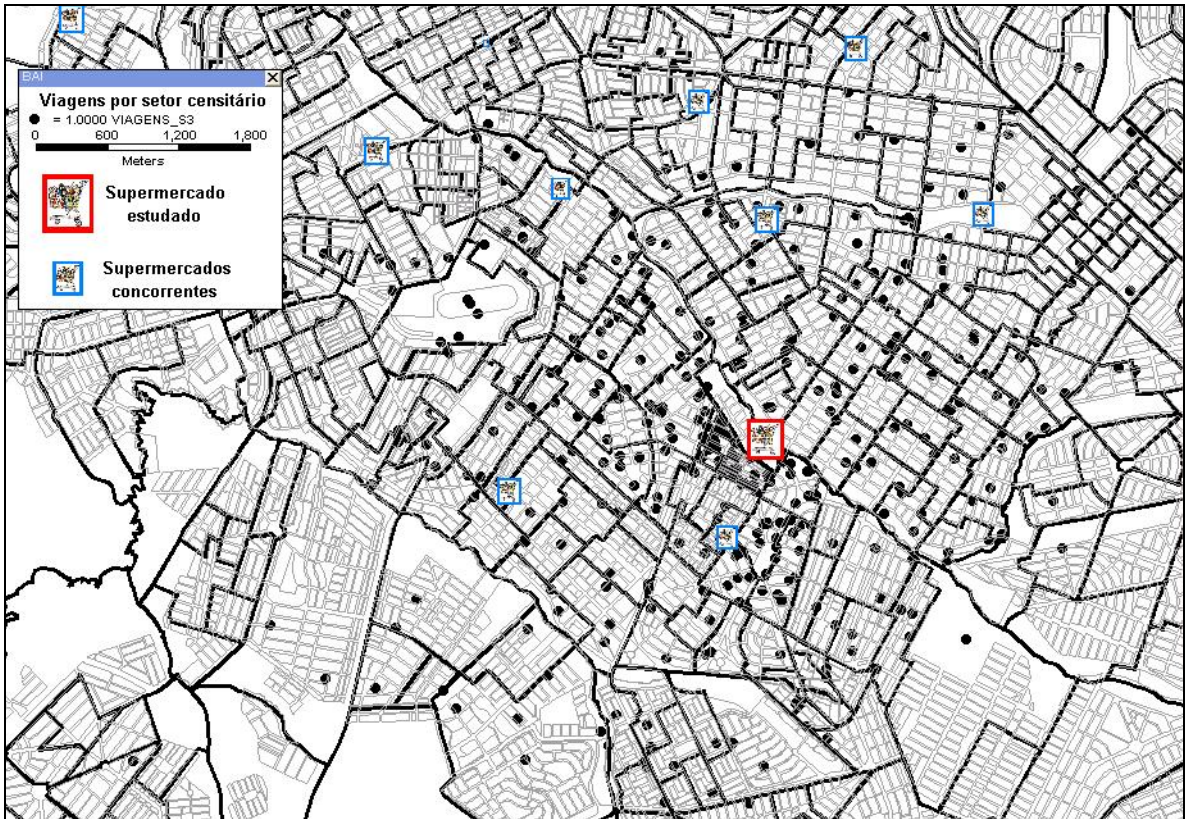 BAI
Viagens por setor censitário
= 1.0000 VIAGENS_S3
0 600 1,200 1,800
Meters
Supermercado
estudado
Supermercados
concorrentes